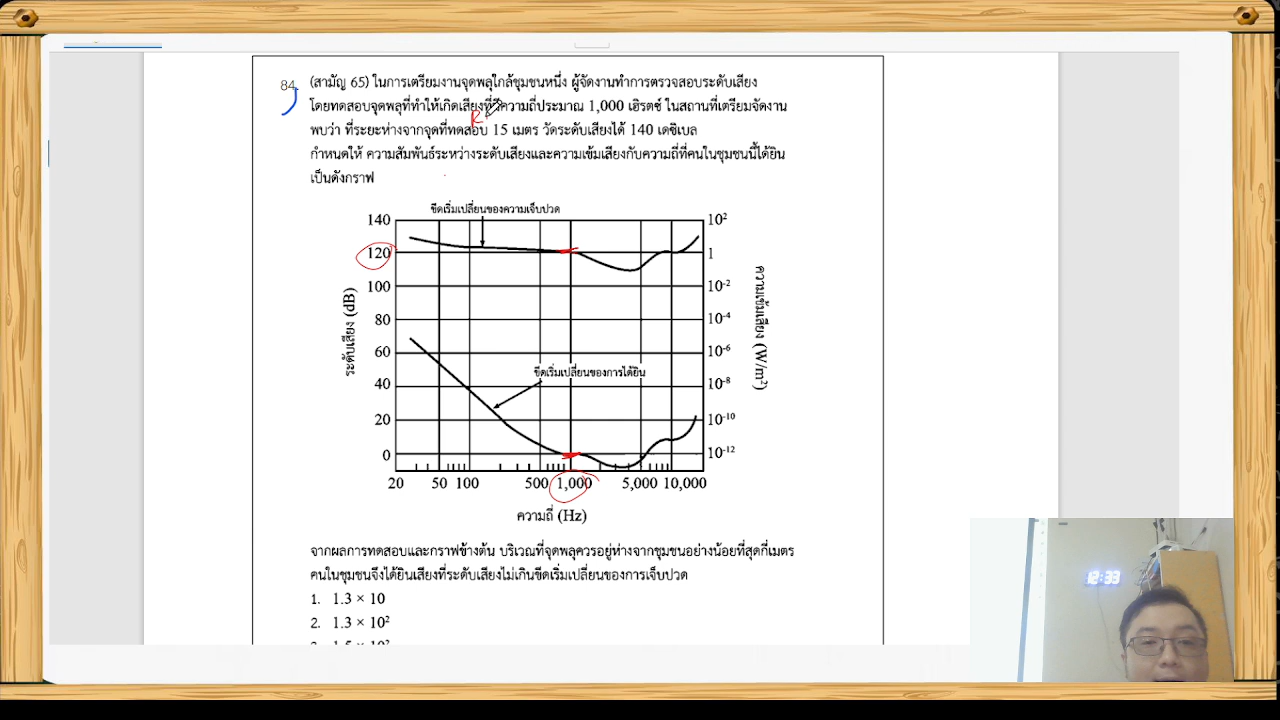 84.
(สามัญ 65) ในการเตรียมงานจุดพลุใกล้ชุมชนหนึ่ง ผู้จัดงานทำการตรวจสอบระดับเสียง
โดยทดสอบจุดพลุที่ทำให้เกิดเสียงที่มีความถี่ประมาณ 1,000 เฮิรตซ์ ในสถานที่เตรียมจัดงาน
R
พบว่า ที่ระยะห่างจากจุดที่ทดสอบ 15 เมตร วัดระดับเสียงได้ 140 เดซิเบล
กำหนดให้ ความสัมพันธ์ระหว่างระดับเสียงและความเข้มเสียงกับความถี่ที่คนในชุมชนนี้ได้ยิน
เป็นดังกราฟ
ขีดเริ่มเปลี่ยนของความเจ็บปวด
140
120
100
80
60
40
20
0
ระดับเสียง (dB)
10²
1
10⁻²
10⁻⁴
10⁻⁶
10⁻⁸
10⁻¹⁰
10⁻¹²
ความเข้มเสียง (W/m²)
ขีดเริ่มเปลี่ยนของการได้ยิน
20 50 100 500 1,000 5,000 10,000
ความถี่ (Hz)
จากผลการทดสอบและกราฟข้างต้น บริเวณที่จุดพลุควรอยู่ห่างจากชุมชนอย่างน้อยที่สุดกี่เมตร
คนในชุมชนจึงได้ยินเสียงที่ระดับเสียงไม่เกินขีดเริ่มเปลี่ยนของการเจ็บปวด
1. 1.3 × 10
2. 1.3 × 10²
12:33